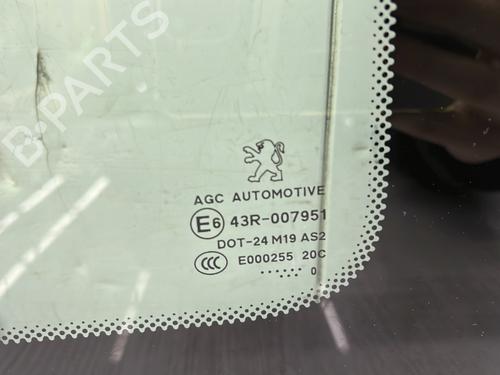 B-PARTS
AGC AUTOMOTIVE
E6 43R-007951
DOT-24 M19 AS2
CCC E000255 20C
...... 0